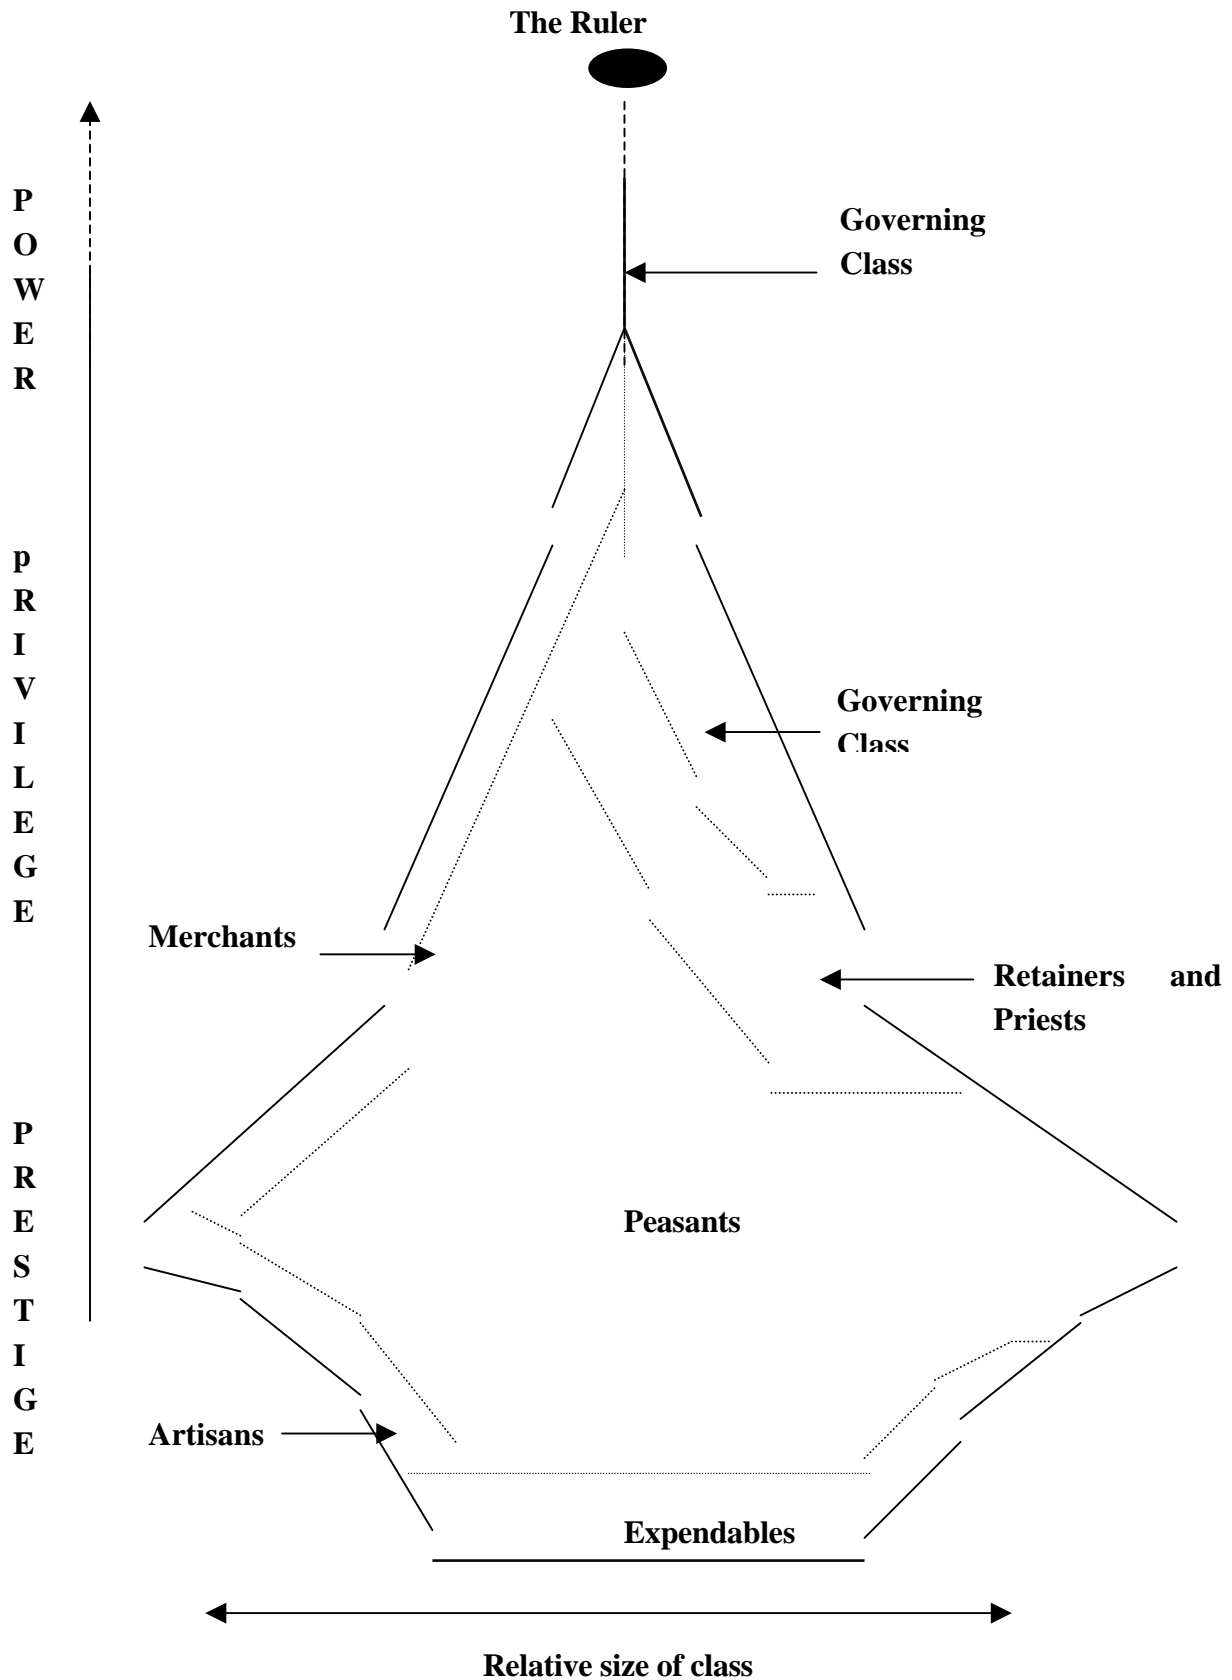 The Ruler
P
O
W
E
R
Governing
Class
p
R
I
V
I
L
E
G
E
Governing
Class
Merchants
Retainers and
Priests
P
R
E
S
T
I
G
E
Peasants
Artisans
Expendables
Relative size of class